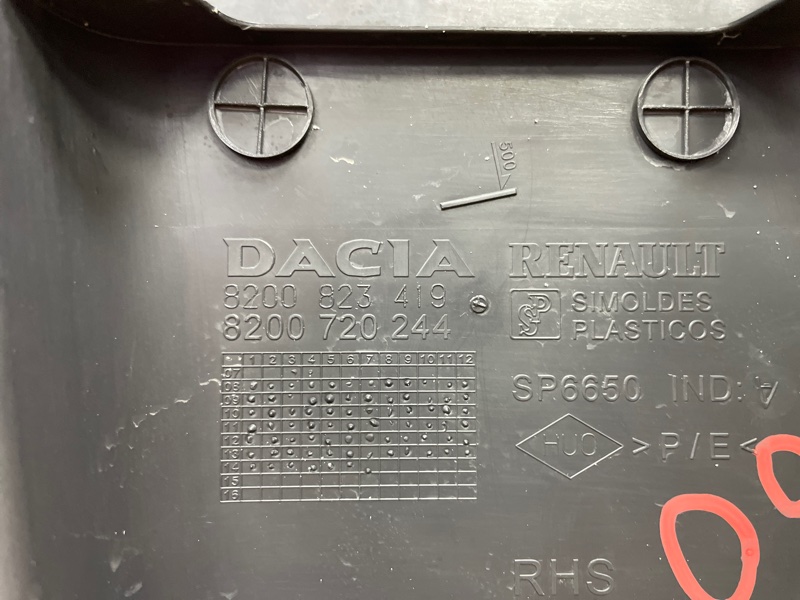 500
DACIA RENAULT
8200 823 419 SIMOLDES
8200 720 244 PLASTICOS
1 2 3 4 5 6 7 8 9 10 11 12
07
08
09
10
11
12
13
14
15
16
SP6650 IND: A
HUO >P/E<
RHS